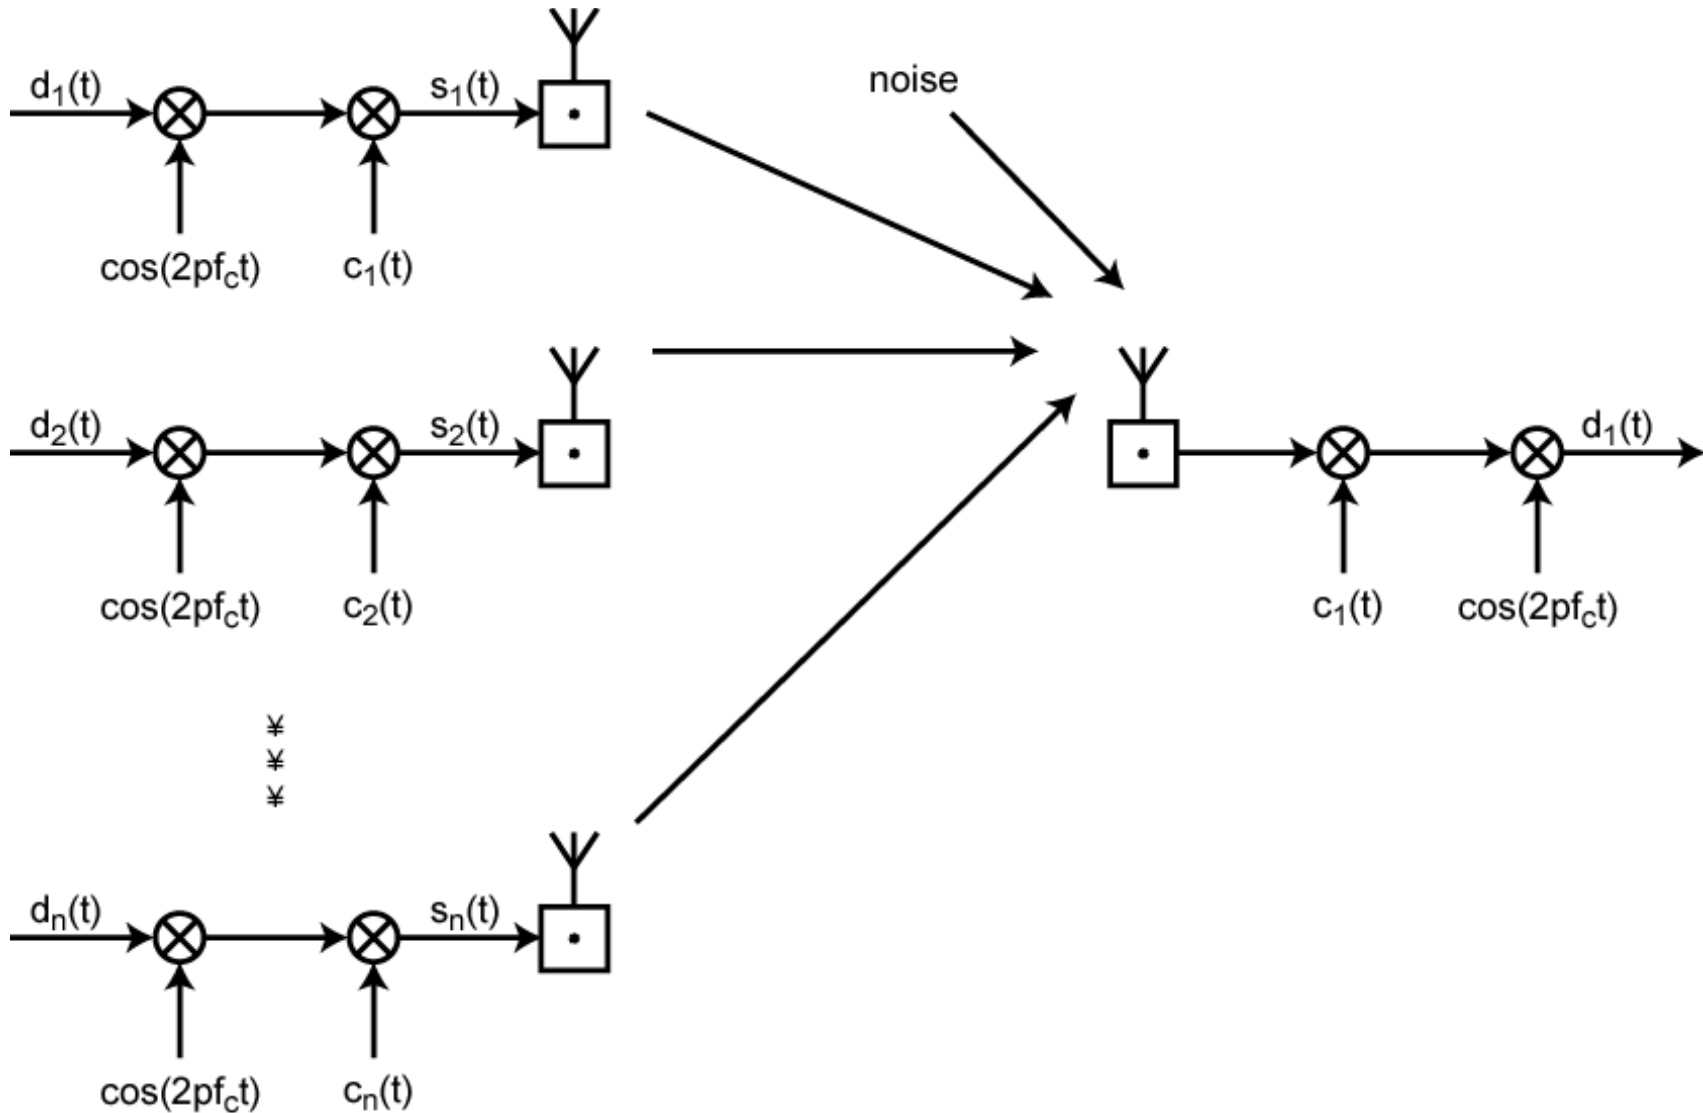 d1(t)
s1(t)
noise
cos(2pfct)
c1(t)
d2(t)
s2(t)
d1(t)
cos(2pfct)
c2(t)
c1(t)
cos(2pfct)
¥
¥
¥
dn(t)
sn(t)
cos(2pfct)
cn(t)